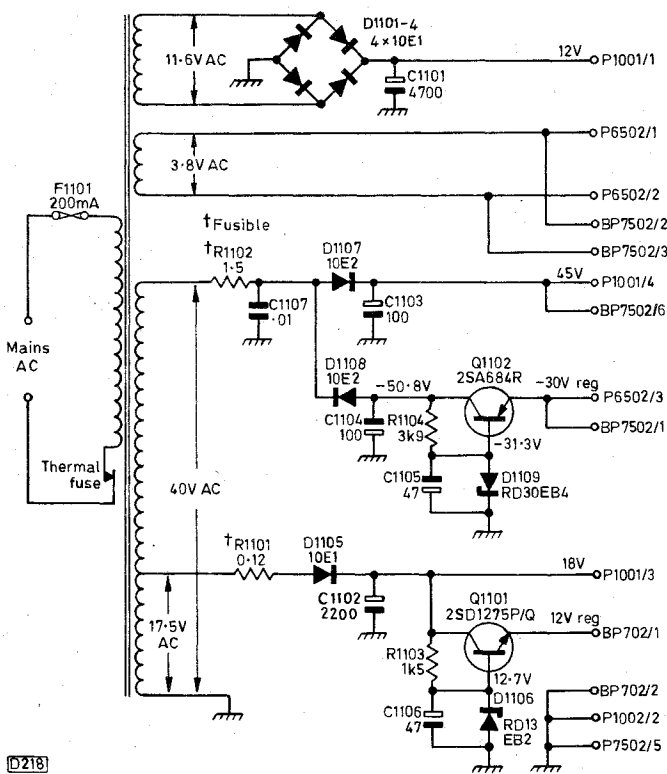 D1101-4
4×10E1
11·6V AC
C1101
4700
12V
P1001/1
P6502/1
3·8V AC
P6502/2
BP7502/2
BP7502/3
F1101
200mA
†Fusible
†R1102
1·5
D1107
10E2
45V
P1001/4
C1107
·01
C1103
100
BP7502/6
Mains
AC
D1108
10E2
-50·8V
Q1102
2SA684R
-30V reg
P6502/3
C1104
100
R1104
3k9
BP7502/1
-31·3V
Thermal
fuse
C1105
47
D1109
RD30EB4
40V AC
†R1101
0·12
D1105
10E1
18V
P1001/3
C1102
2200
Q1101
2SD1275P/Q
12V reg
BP702/1
17·5V
AC
R1103
1k5
12·7V
BP702/2
D1106
C1106
47
RD13
EB2
P1002/2
P7502/5
D218